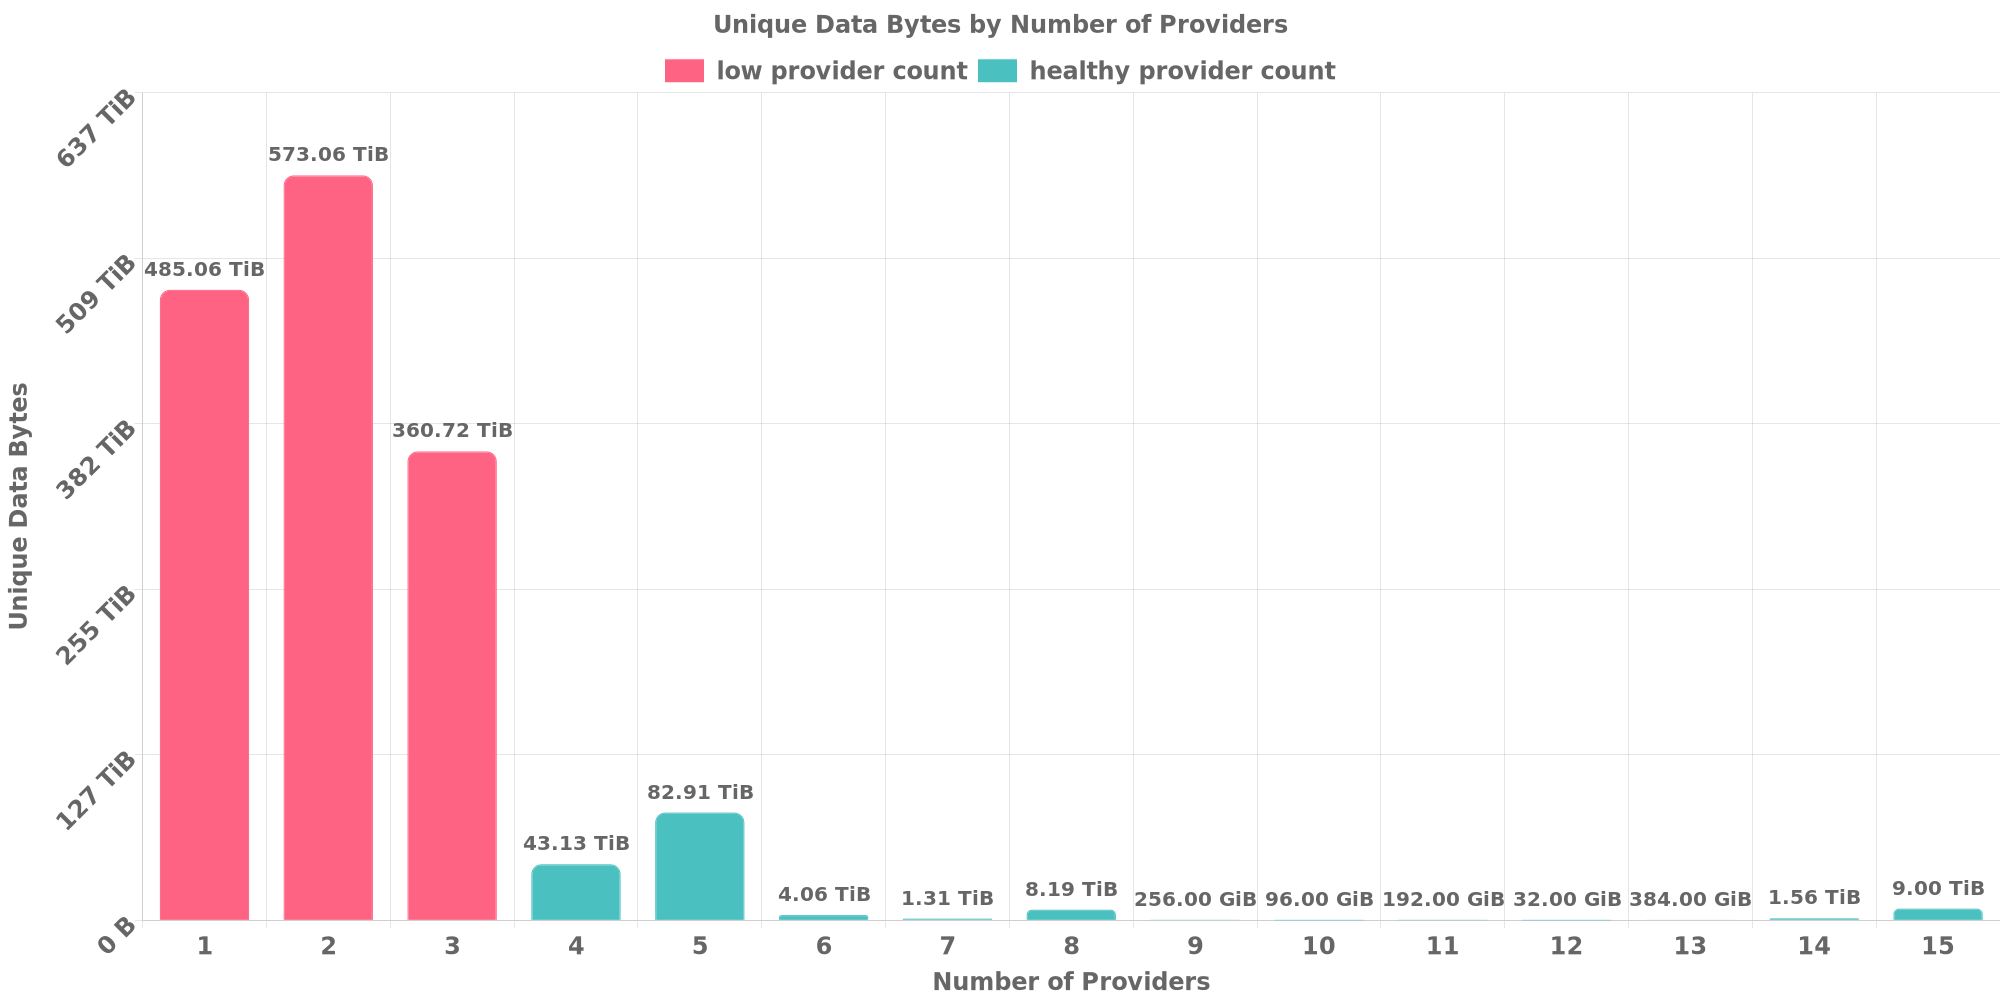 Unique Data Bytes by Number of Providers
low provider count healthy provider count
637 TiB
509 TiB
382 TiB
255 TiB
127 TiB
0 B
Unique Data Bytes
485.06 TiB
573.06 TiB
360.72 TiB
43.13 TiB
82.91 TiB
4.06 TiB
1.31 TiB
8.19 TiB
256.00 GiB
96.00 GiB
192.00 GiB
32.00 GiB
384.00 GiB
1.56 TiB
9.00 TiB
1 2 3 4 5 6 7 8 9 10 11 12 13 14 15
Number of Providers